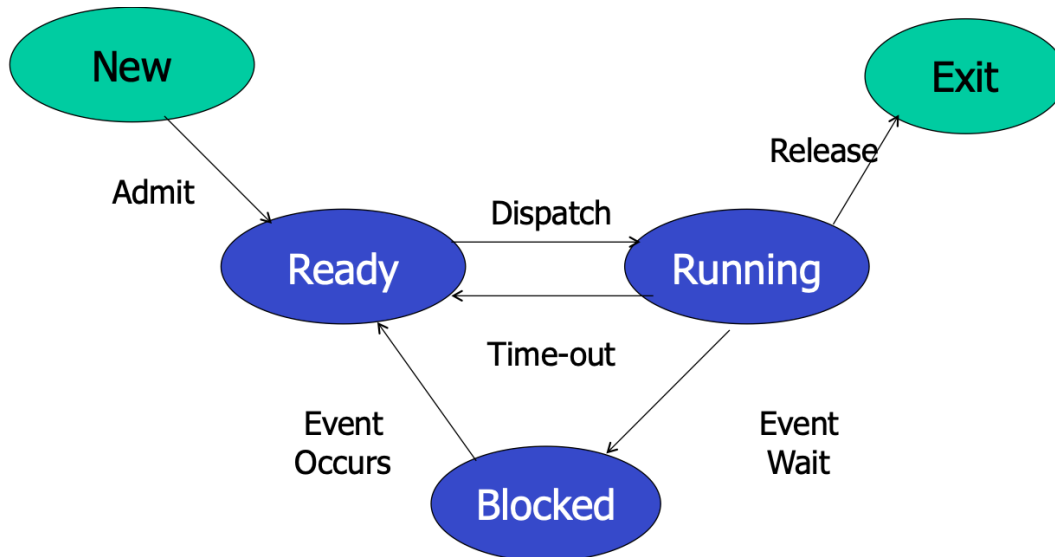 New
Exit
Release
Admit
Dispatch
Ready
Running
Time-out
Event
Occurs
Event
Wait
Blocked